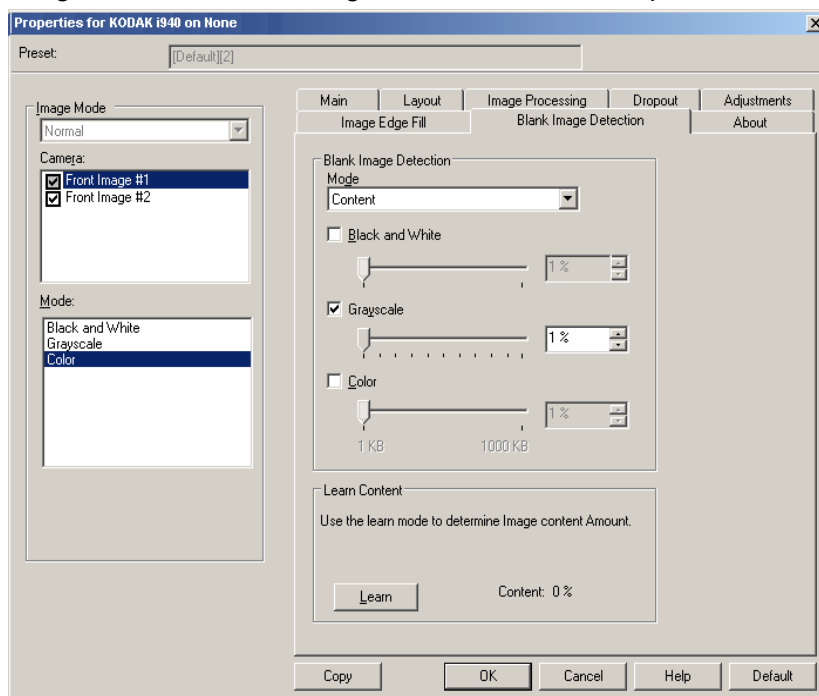 Properties for KODAK i940 on None
Preset:
[Default][2]
Image Mode
Normal
Camera:
Front Image #1
Front Image #2
Mode:
Black and White
Grayscale
Color
Main
Layout
Image Processing
Dropout
Adjustments
Image Edge Fill
Blank Image Detection
About
Blank Image Detection
Mode
Content
Black and White
1 %
Grayscale
1 %
Color
1 %
1 KB
1000 KB
Learn Content
Use the learn mode to determine Image content Amount.
Learn
Content: 0 %
Copy
OK
Cancel
Help
Default